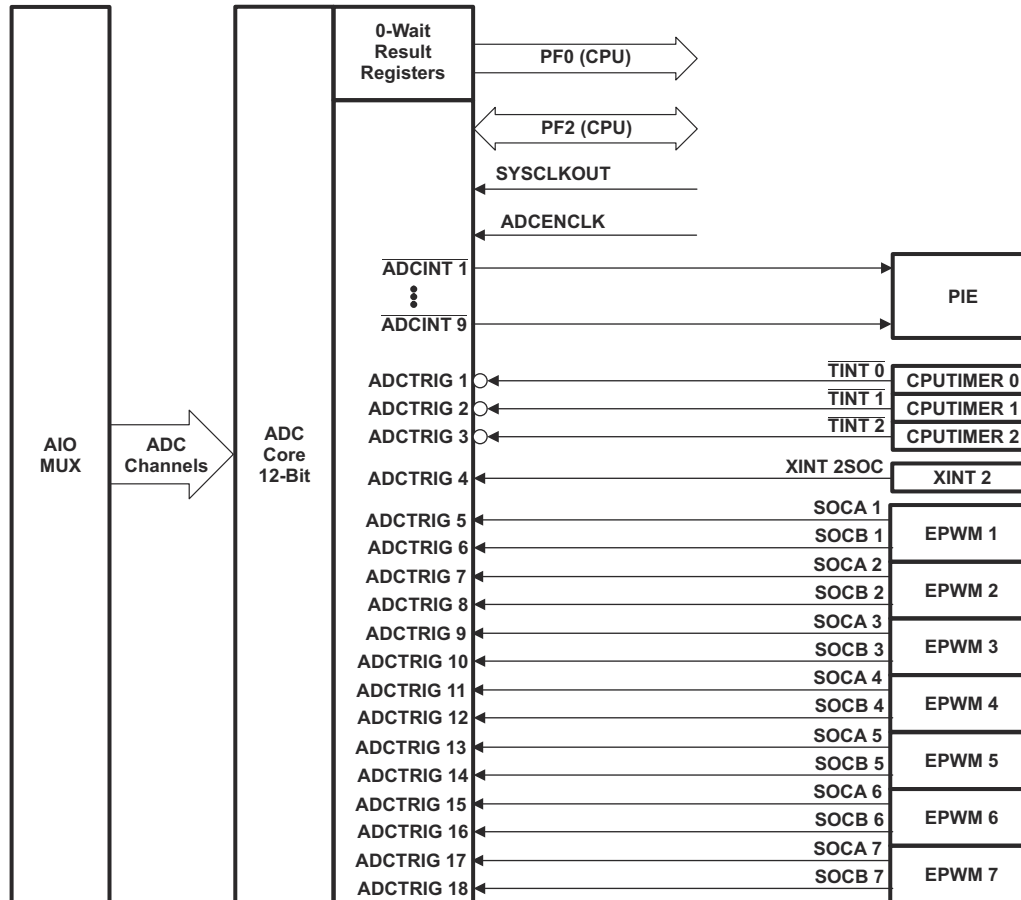 0-Wait
Result
Registers
PF0 (CPU)
PF2 (CPU)
SYSCLKOUT
ADCENCLK
ADCINT 1
PIE
ADCINT 9
TINT 0
ADCTRIG 1
CPUTIMER 0
TINT 1
ADCTRIG 2
CPUTIMER 1
TINT 2
ADCTRIG 3
CPUTIMER 2
AIO
MUX
ADC
Channels
ADC
Core
12-Bit
XINT 2SOC
ADCTRIG 4
XINT 2
SOCA 1
ADCTRIG 5
EPWM 1
SOCB 1
ADCTRIG 6
SOCA 2
ADCTRIG 7
EPWM 2
SOCB 2
ADCTRIG 8
SOCA 3
ADCTRIG 9
EPWM 3
SOCB 3
ADCTRIG 10
SOCA 4
ADCTRIG 11
EPWM 4
SOCB 4
ADCTRIG 12
SOCA 5
ADCTRIG 13
EPWM 5
SOCB 5
ADCTRIG 14
SOCA 6
ADCTRIG 15
EPWM 6
SOCB 6
ADCTRIG 16
SOCA 7
ADCTRIG 17
EPWM 7
SOCB 7
ADCTRIG 18